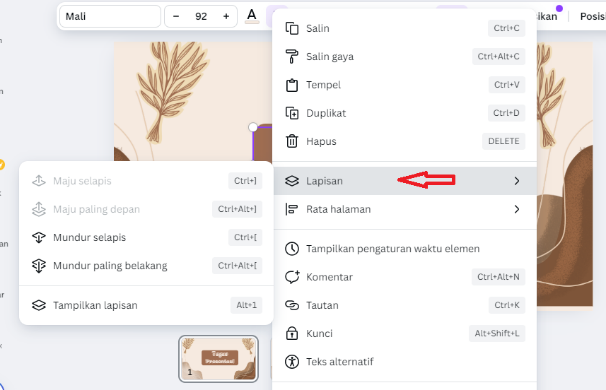 Mali
− 92 +
A
ikan
Posisi
Salin Ctrl+C
Salin gaya Ctrl+Alt+C
Tempel Ctrl+V
Duplikat Ctrl+D
Hapus DELETE
Lapisan
Rata halaman
Tampilkan pengaturan waktu elemen
Komentar Ctrl+Alt+N
Tautan Ctrl+K
Kunci Alt+Shift+L
Teks alternatif
Maju selapis Ctrl+]
Maju paling depan Ctrl+Alt+]
Mundur selapis Ctrl+[
Mundur paling belakang Ctrl+Alt+[
Tampilkan lapisan Alt+1
Tugas
Presentasi
1